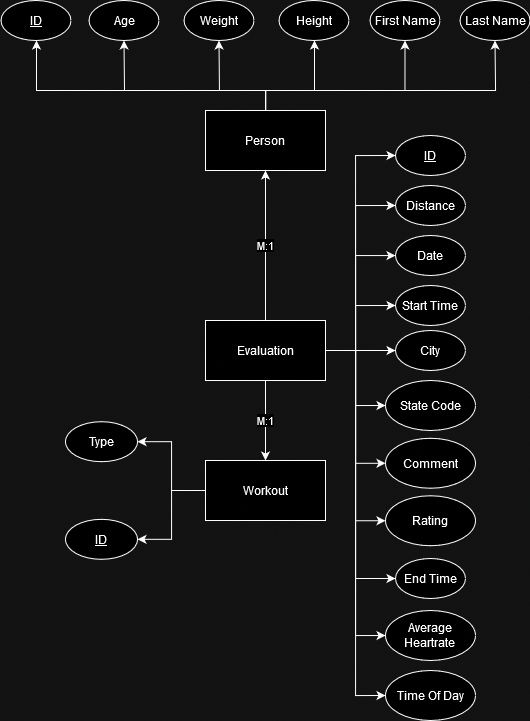 ID
Age
Weight
Height
First Name
Last Name
Person
ID
Distance
M:1
Date
Start Time
Evaluation
City
State Code
M:1
Type
Comment
Workout
Rating
ID
End Time
Average
Heartrate
Time Of Day